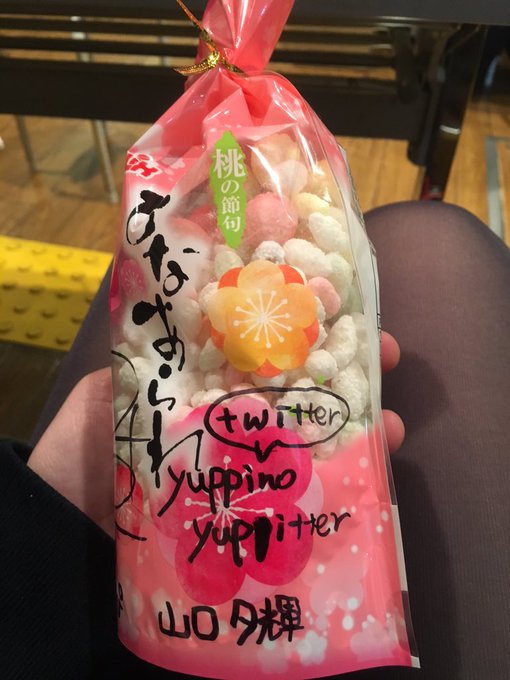 桃の節句
ひなあられ
twitter
yuppino
yuppitter
山口夕輝